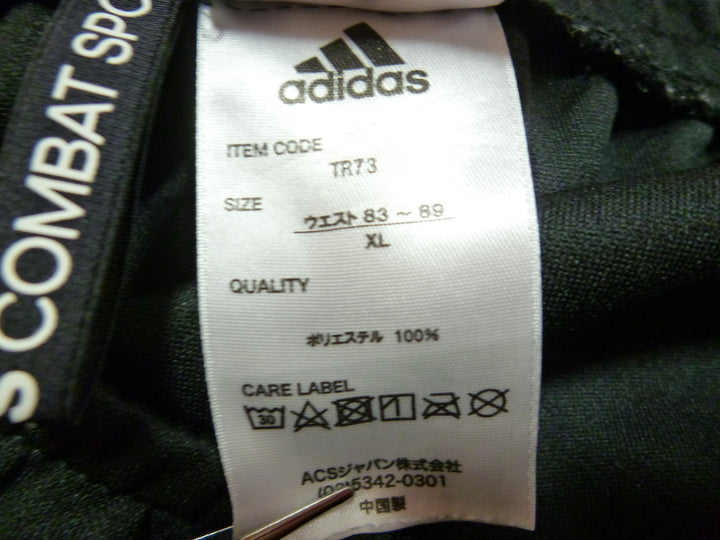 S COMBAT SPO
adidas
ITEM CODE
TR73
SIZE
ウエスト 83 ～ 89
XL
QUALITY
ポリエステル 100%
CARE LABEL
30
ACSジャパン株式会社
5342-0301
中国製